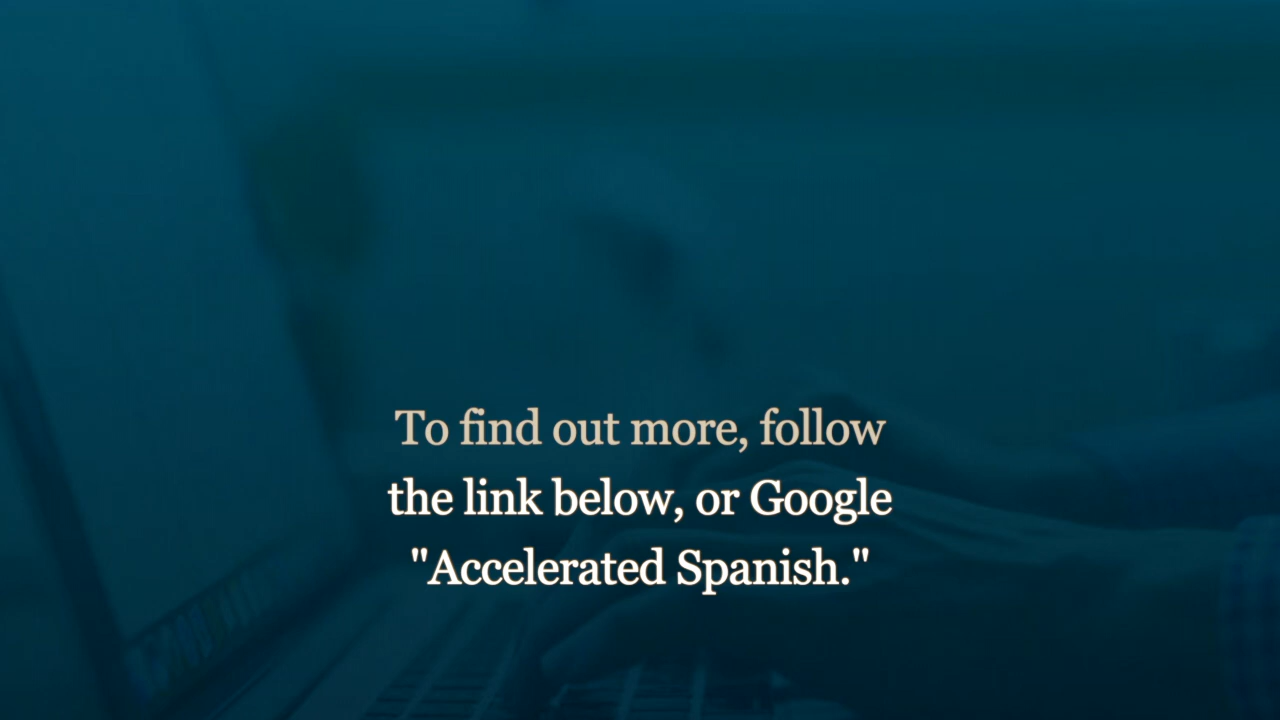 To find out more, follow
the link below, or Google
"Accelerated Spanish."